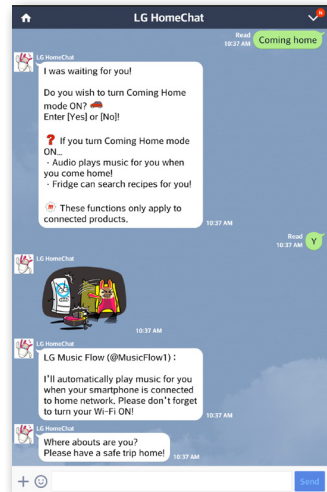 LG HomeChat
Read
10:37 AM
Coming home
LG HomeChat
I was waiting for you!
Do you wish to turn Coming Home
mode ON?
Enter [Yes] or [No]!
If you turn Coming Home mode
ON...
· Audio plays music for you when
you come home!
· Fridge can search recipes for you!
These functions only apply to
connected products.
10:37 AM
Read
10:37 AM
Y
LG HomeChat
10:37 AM
LG HomeChat
LG Music Flow (@MusicFlow1) :
I'll automatically play music for you
when your smartphone is connected
to home network. Please don't forget
to turn your Wi-Fi ON!
10:37 AM
LG HomeChat
Where abouts are you?
Please have a safe trip home!
10:37 AM
Send